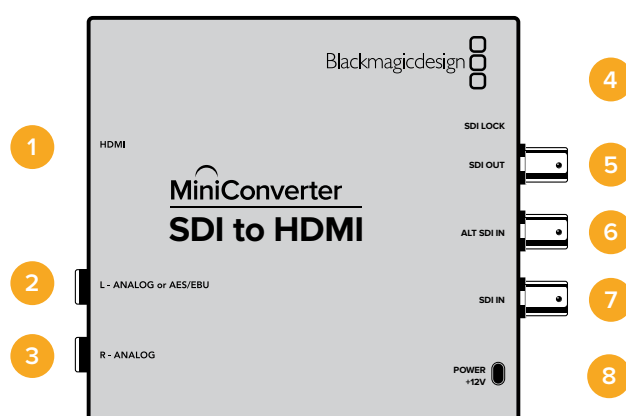 Blackmagicdesign
4
SDI LOCK
1
HDMI
SDI OUT
5
MiniConverter
SDI to HDMI
ALT SDI IN
6
2
L - ANALOG or AES/EBU
SDI IN
7
3
R - ANALOG
POWER
+12V
8